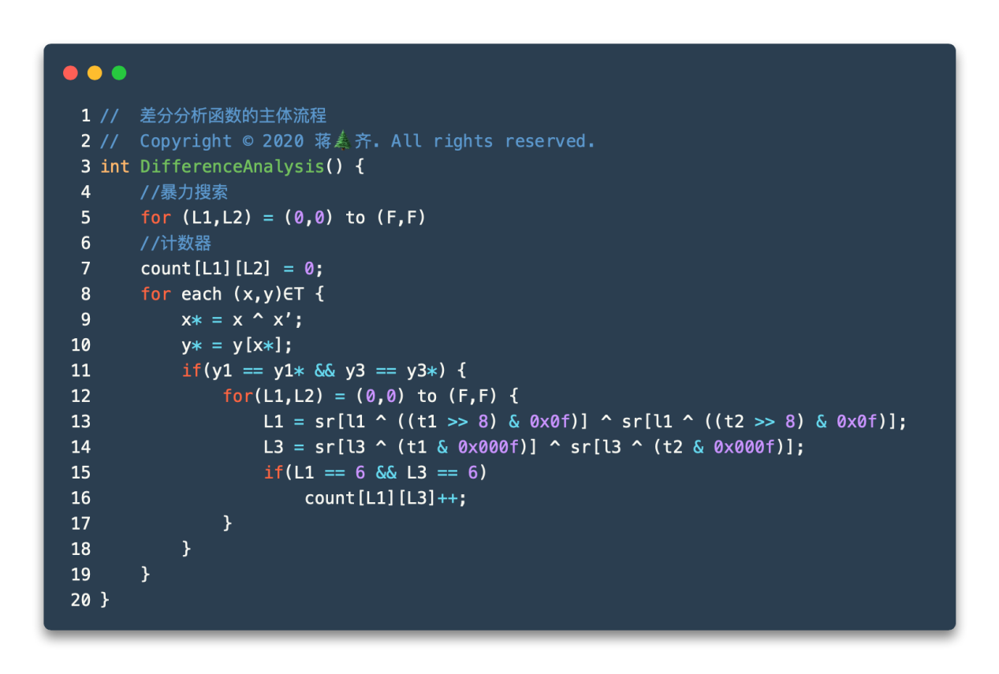 1 //  差分分析函数的主体流程
2 //  Copyright © 2020 蒋🌲齐. All rights reserved.
3 int DifferenceAnalysis() {
4     //暴力搜索
5     for (L1,L2) = (0,0) to (F,F)
6     //计数器
7     count[L1][L2] = 0;
8     for each (x,y)∈T {
9         x* = x ^ x’;
10         y* = y[x*];
11         if(y1 == y1* && y3 == y3*) {
12             for(L1,L2) = (0,0) to (F,F) {
13                 L1 = sr[l1 ^ ((t1 >> 8) & 0x0f)] ^ sr[l1 ^ ((t2 >> 8) & 0x0f)];
14                 L3 = sr[l3 ^ (t1 & 0x000f)] ^ sr[l3 ^ (t2 & 0x000f)];
15                 if(L1 == 6 && L3 == 6)
16                     count[L1][L3]++;
17             }
18         }
19     }
20 }